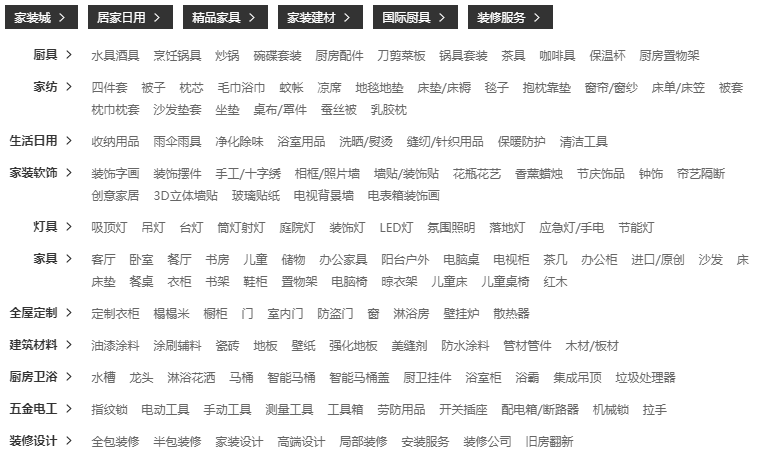 家装城 > 居家日用 > 精品家具 > 家装建材 > 国际厨具 > 装修服务 >
厨具 > 水具酒具 烹饪锅具 炒锅 碗碟套装 厨房配件 刀剪菜板 锅具套装 茶具 咖啡具 保温杯 厨房置物架
家纺 > 四件套 被子 枕芯 毛巾浴巾 蚊帐 凉席 地毯地垫 床垫/床褥 毯子 抱枕靠垫 窗帘/窗纱 床单/床笠 被套
枕巾枕套 沙发垫套 坐垫 桌布/罩件 蚕丝被 乳胶枕
生活日用 > 收纳用品 雨伞雨具 净化除味 浴室用品 洗晒/熨烫 缝纫/针织用品 保暖防护 清洁工具
家装软饰 > 装饰字画 装饰摆件 手工/十字绣 相框/照片墙 墙贴/装饰贴 花瓶花艺 香薰蜡烛 节庆饰品 钟饰 帘艺隔断
创意家居 3D立体墙贴 玻璃贴纸 电视背景墙 电表箱装饰画
灯具 > 吸顶灯 吊灯 台灯 筒灯射灯 庭院灯 装饰灯 LED灯 氛围照明 落地灯 应急灯/手电 节能灯
家具 > 客厅 卧室 餐厅 书房 儿童 储物 办公家具 阳台户外 电脑桌 电视柜 茶几 办公柜 进口/原创 沙发 床
床垫 餐桌 衣柜 书架 鞋柜 置物架 电脑椅 晾衣架 儿童床 儿童桌椅 红木
全屋定制 > 定制衣柜 榻榻米 橱柜 门 室内门 防盗门 窗 淋浴房 壁挂炉 散热器
建筑材料 > 油漆涂料 涂刷辅料 瓷砖 地板 壁纸 强化地板 美缝剂 防水涂料 管材管件 木材/板材
厨房卫浴 > 水槽 龙头 淋浴花洒 马桶 智能马桶 智能马桶盖 厨卫挂件 浴室柜 浴霸 集成吊顶 垃圾处理器
五金电工 > 指纹锁 电动工具 手动工具 测量工具 工具箱 劳防用品 开关插座 配电箱/断路器 机械锁 拉手
装修设计 > 全包装修 半包装修 家装设计 高端设计 局部装修 安装服务 装修公司 旧房翻新